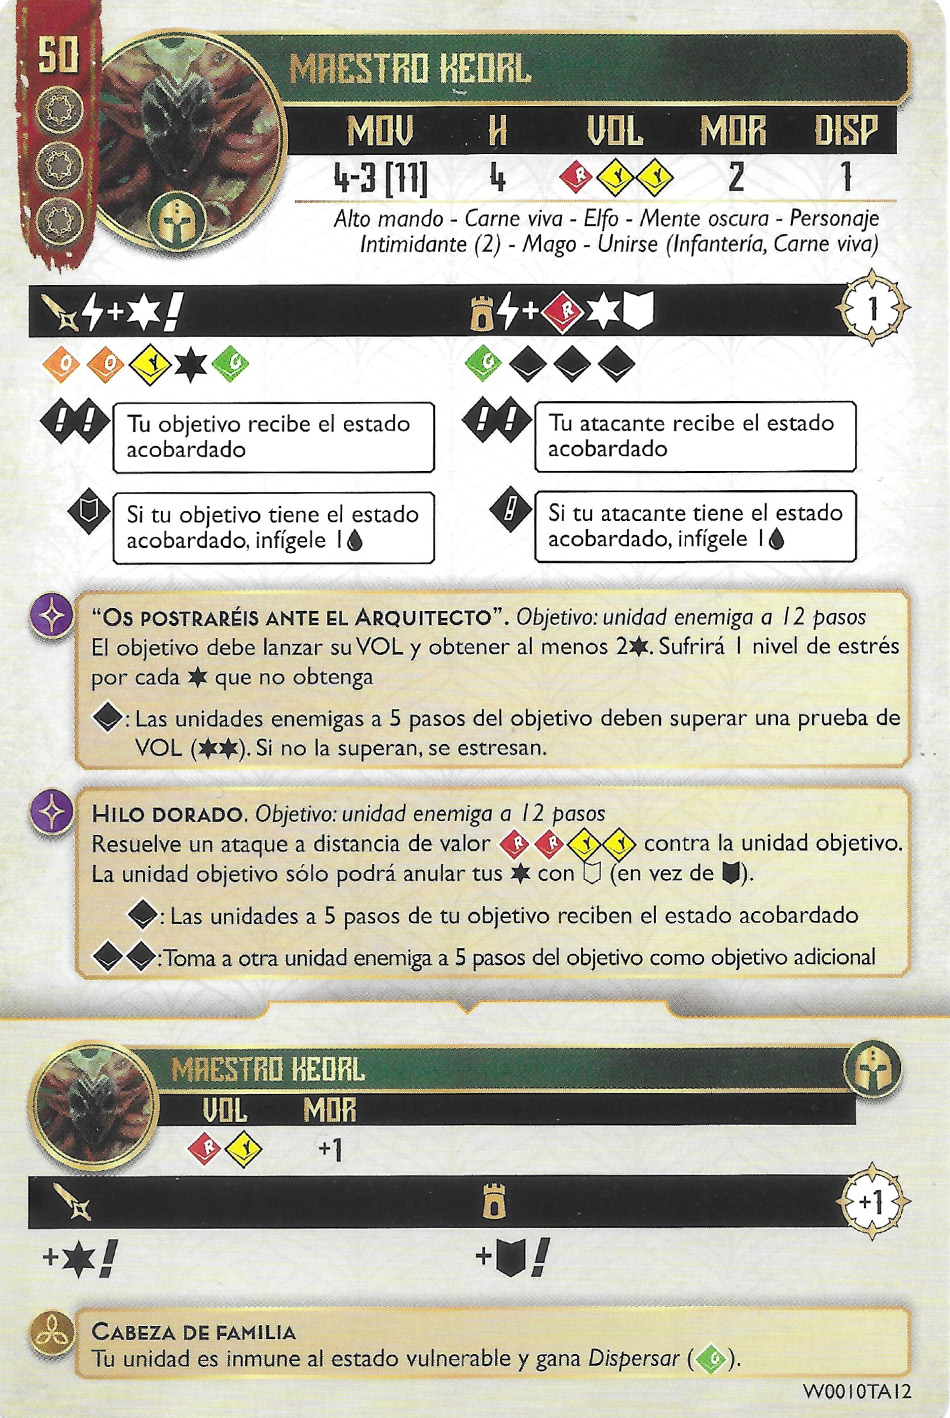 50
MAESTRO KEORL
MOV H VOL MOR DISP
4-3 [11] 4 R Y Y 2 1
Alto mando - Carne viva - Elfo - Mente oscura - Personaje
Intimidante (2) - Mago - Unirse (Infantería, Carne viva)
+ ! + R 1
O O Y G G
! ! Tu objetivo recibe el estado
acobardado
! ! Tu atacante recibe el estado
acobardado
Si tu objetivo tiene el estado
acobardado, infígele 1
! Si tu atacante tiene el estado
acobardado, infígele 1
“OS POSTRARÉIS ANTE EL ARQUITECTO”. Objetivo: unidad enemiga a 12 pasos
El objetivo debe lanzar su VOL y obtener al menos 2. Sufrirá 1 nivel de estrés
por cada que no obtenga
: Las unidades enemigas a 5 pasos del objetivo deben superar una prueba de
VOL (). Si no la superan, se estresan.
HILO DORADO. Objetivo: unidad enemiga a 12 pasos
Resuelve un ataque a distancia de valor R R Y Y contra la unidad objetivo.
La unidad objetivo sólo podrá anular tus con (en vez de ).
: Las unidades a 5 pasos de tu objetivo reciben el estado acobardado
: Toma a otra unidad enemiga a 5 pasos del objetivo como objetivo adicional
MAESTRO KEORL
VOL MOR
R Y +1
+1
+ ! + !
CABEZA DE FAMILIA
Tu unidad es inmune al estado vulnerable y gana Dispersar (G).
W0010TA12